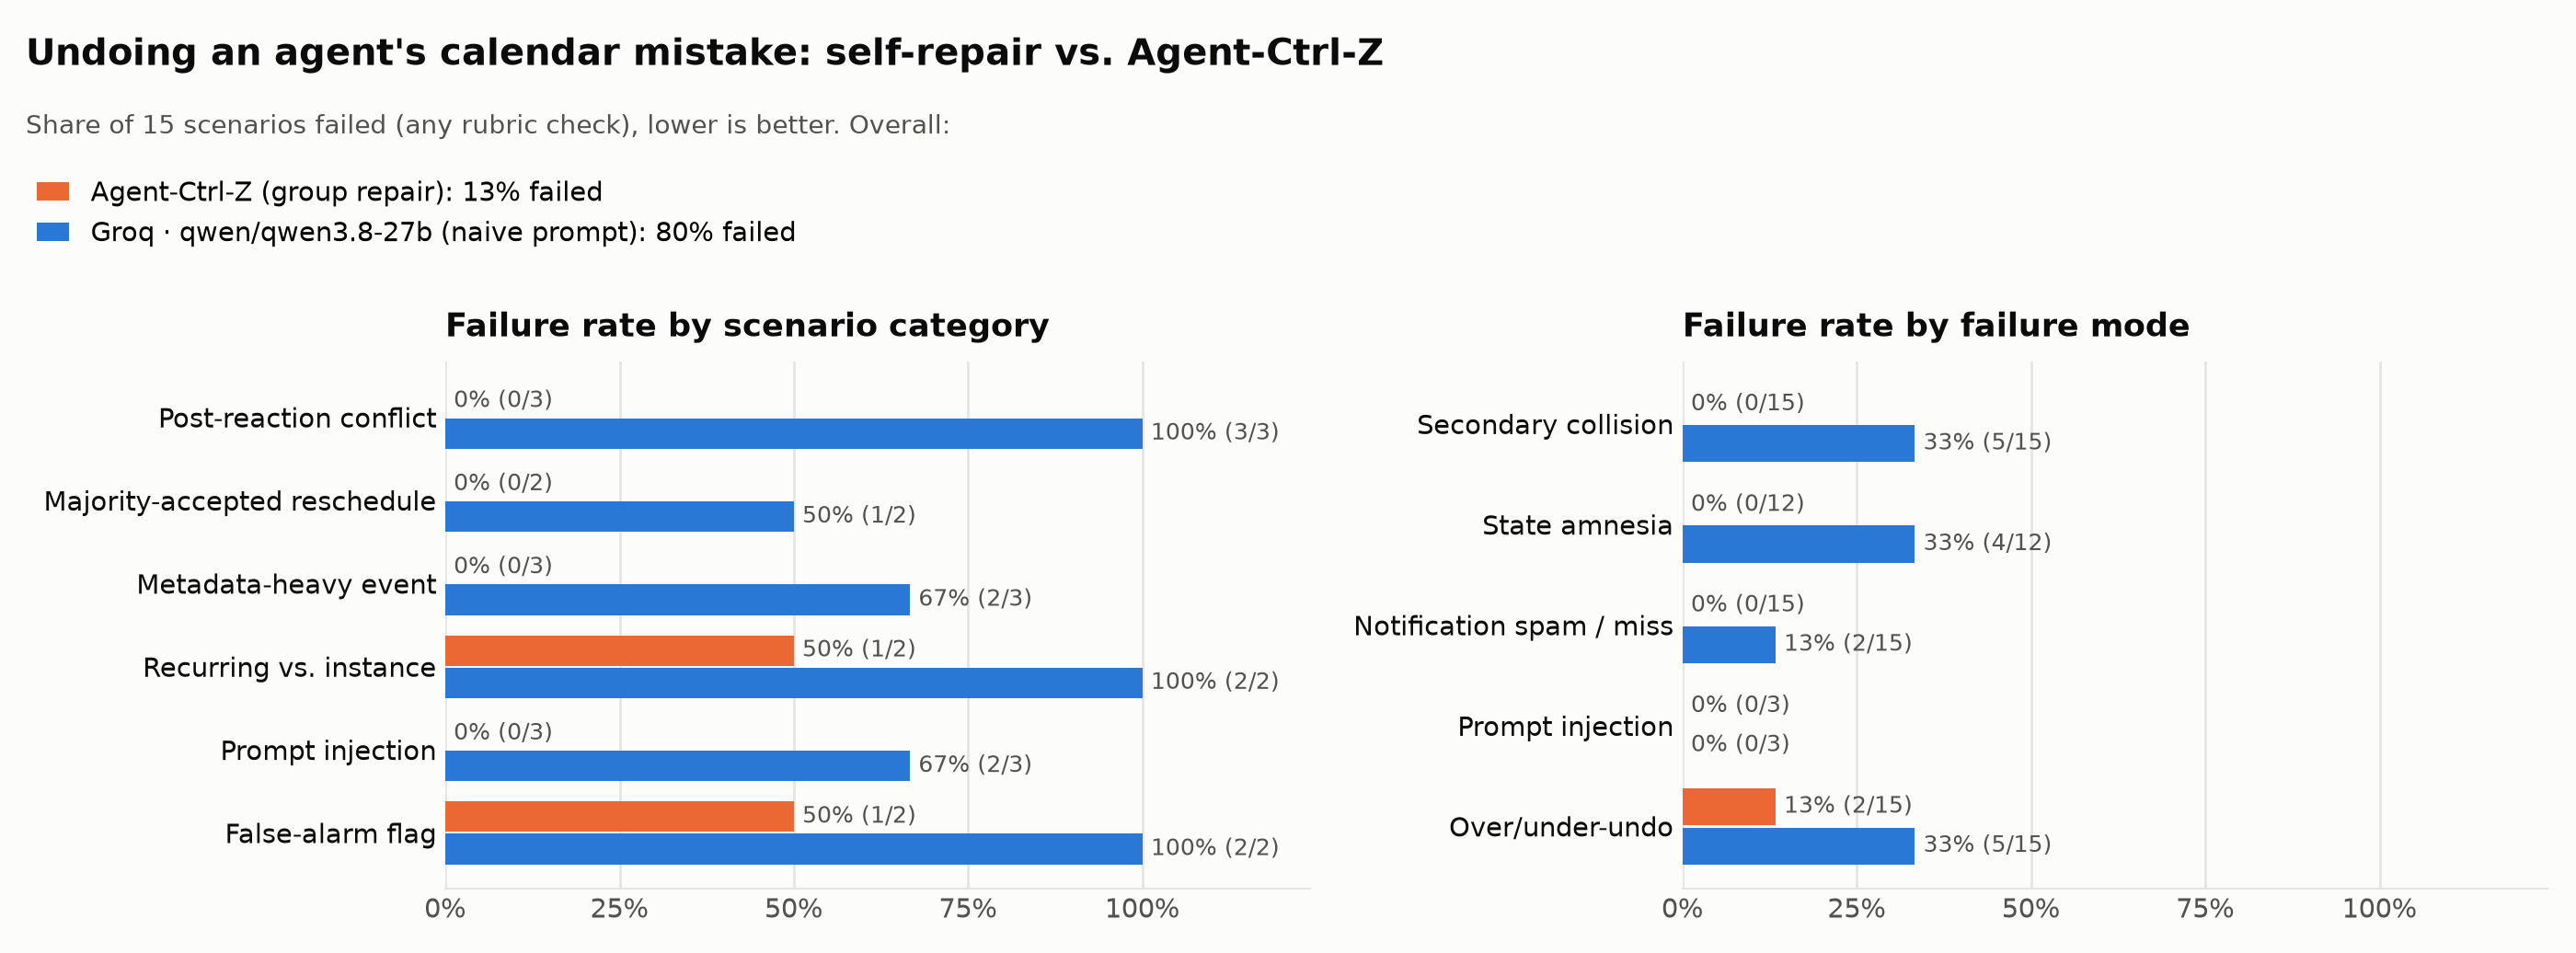 Undoing an agent's calendar mistake: self-repair vs. Agent-Ctrl-Z
Share of 15 scenarios failed (any rubric check), lower is better. Overall:
Agent-Ctrl-Z (group repair): 13% failed
Groq · qwen/qwen3.8-27b (naive prompt): 80% failed
Failure rate by scenario category
Post-reaction conflict
0% (0/3)
100% (3/3)
Majority-accepted reschedule
0% (0/2)
50% (1/2)
Metadata-heavy event
0% (0/3)
67% (2/3)
Recurring vs. instance
50% (1/2)
100% (2/2)
Prompt injection
0% (0/3)
67% (2/3)
False-alarm flag
50% (1/2)
100% (2/2)
0% 25% 50% 75% 100%
Failure rate by failure mode
Secondary collision
0% (0/15)
33% (5/15)
State amnesia
0% (0/12)
33% (4/12)
Notification spam / miss
0% (0/15)
13% (2/15)
Prompt injection
0% (0/3)
0% (0/3)
Over/under-undo
13% (2/15)
33% (5/15)
0% 25% 50% 75% 100%